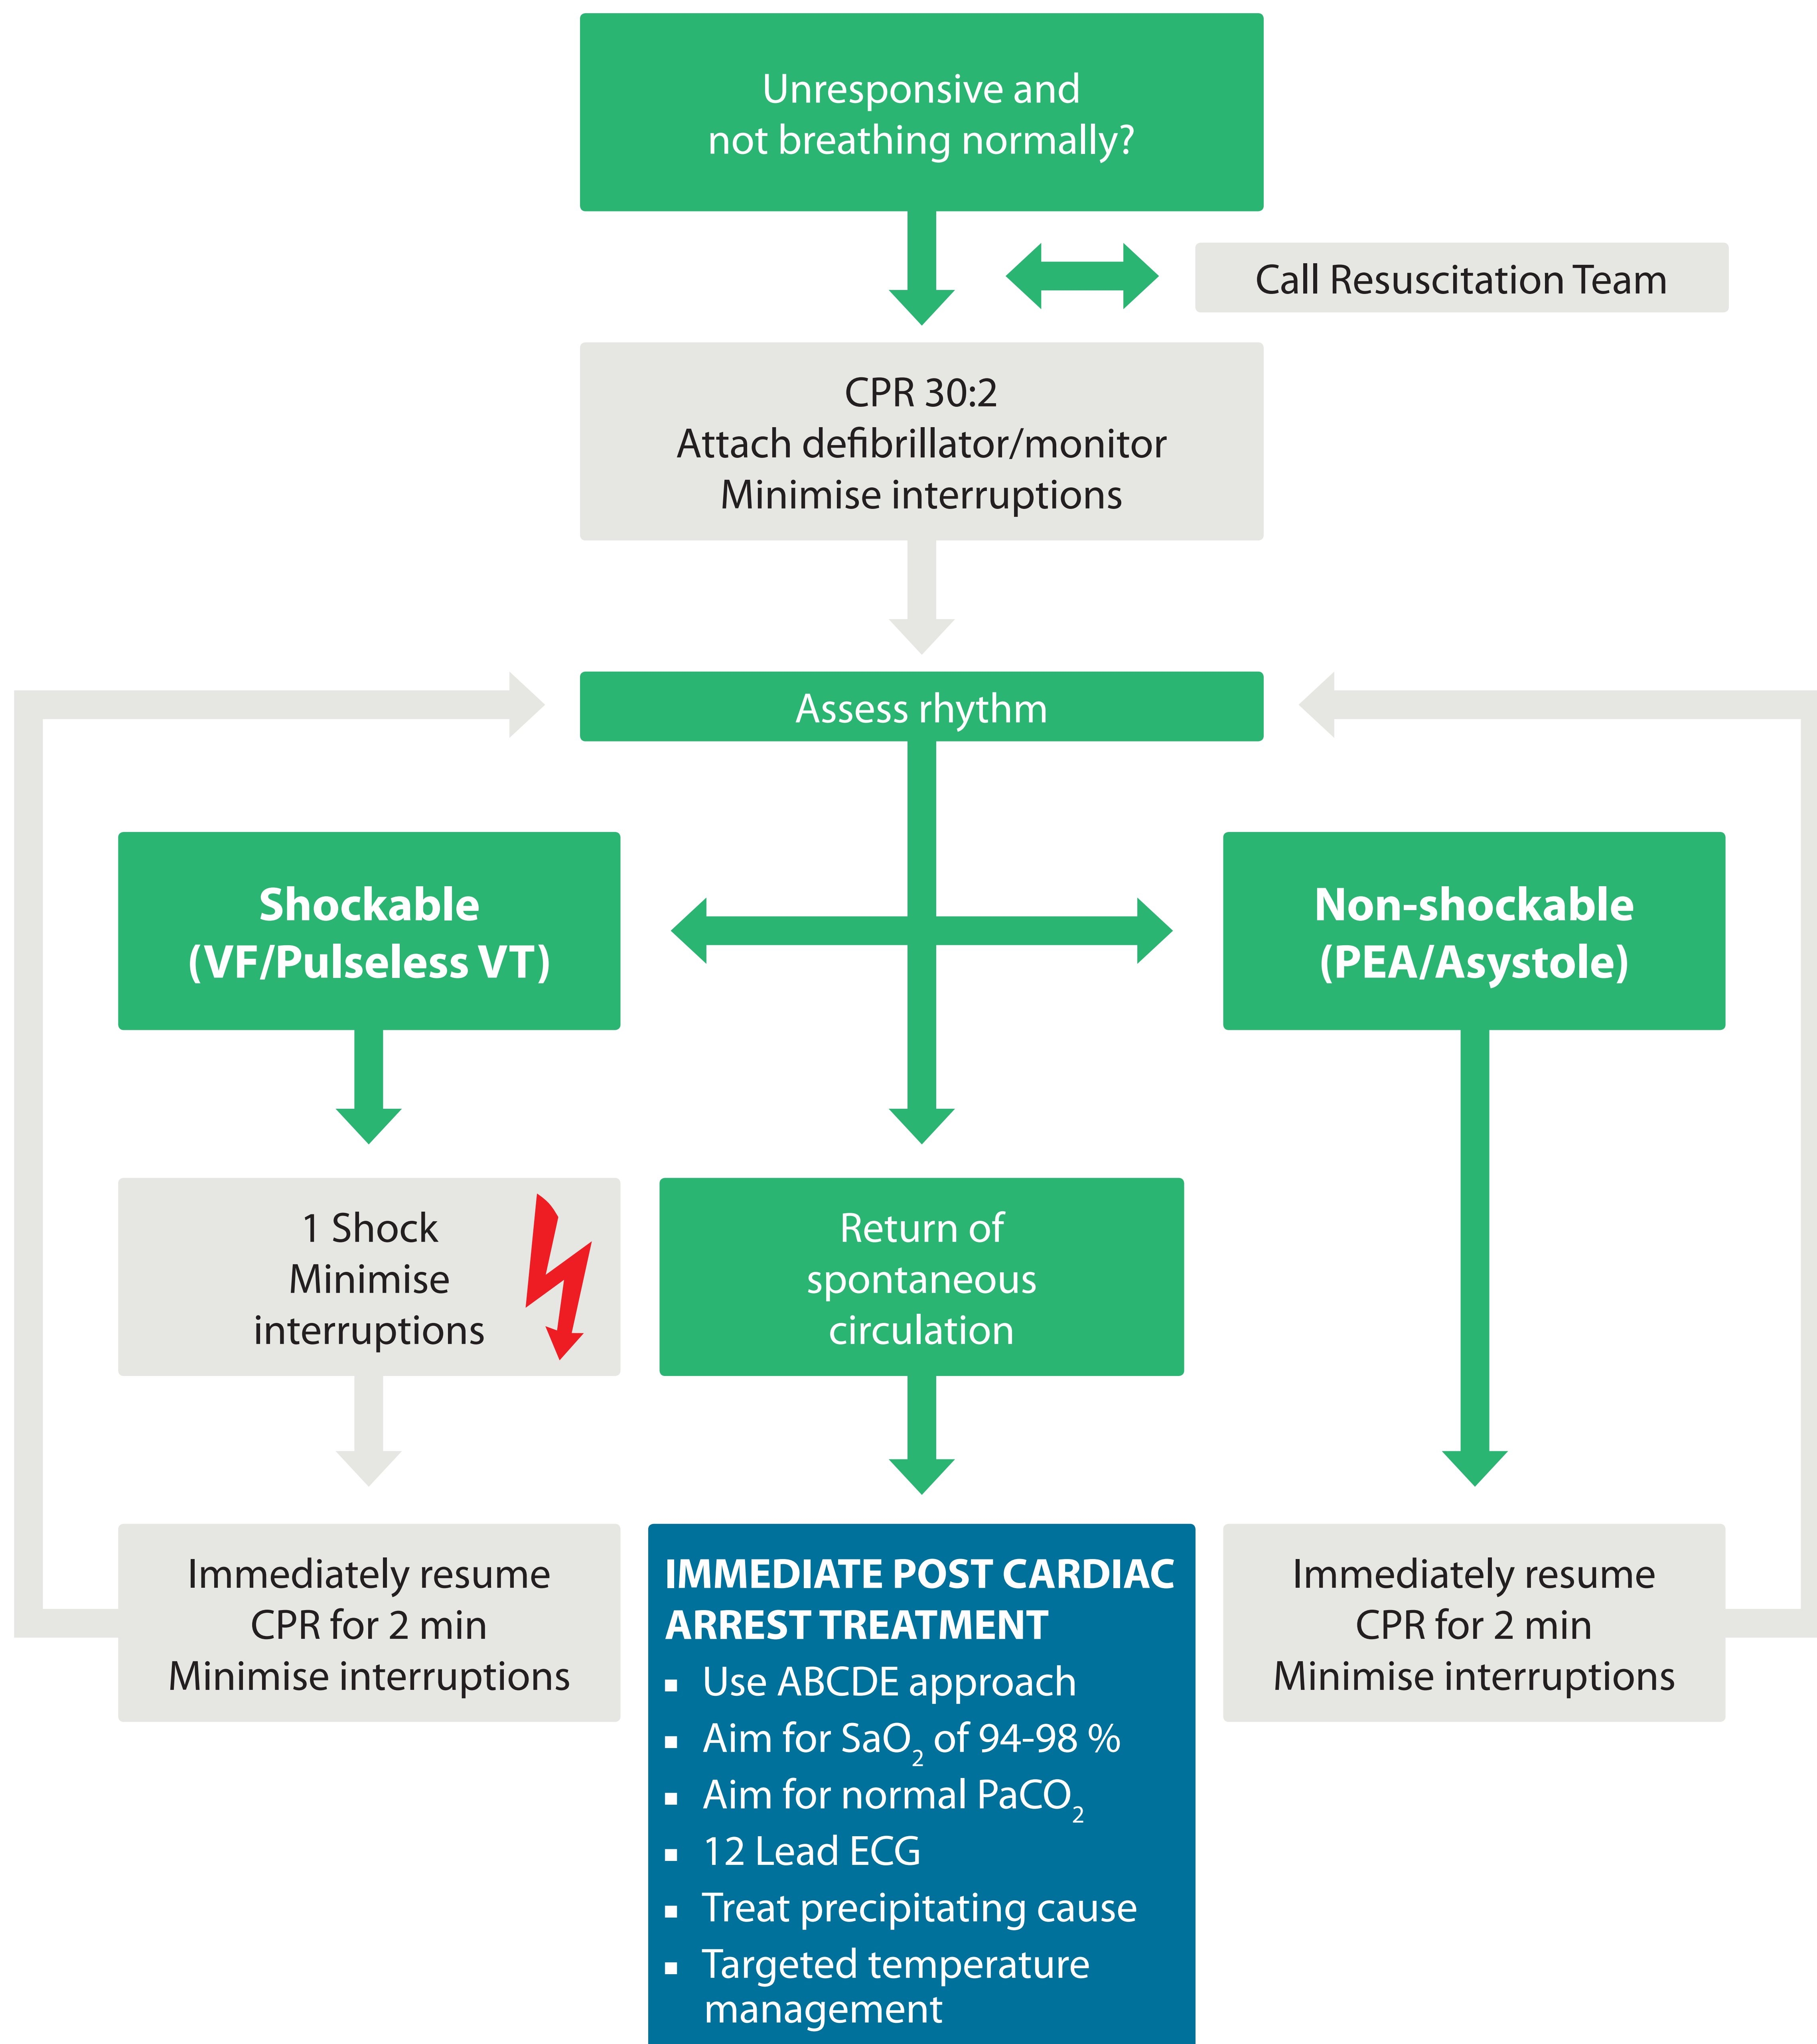 Unresponsive and
not breathing normally?
Call Resuscitation Team
CPR 30:2
Attach defibrillator/monitor
Minimise interruptions
Assess rhythm
Shockable
(VF/Pulseless VT)
Non-shockable
(PEA/Asystole)
1 Shock
Minimise
interruptions
Return of
spontaneous
circulation
Immediately resume
CPR for 2 min
Minimise interruptions
IMMEDIATE POST CARDIAC
ARREST TREATMENT
▪ Use ABCDE approach
▪ Aim for SaO₂ of 94-98 %
▪ Aim for normal PaCO₂
▪ 12 Lead ECG
▪ Treat precipitating cause
▪ Targeted temperature
management
Immediately resume
CPR for 2 min
Minimise interruptions